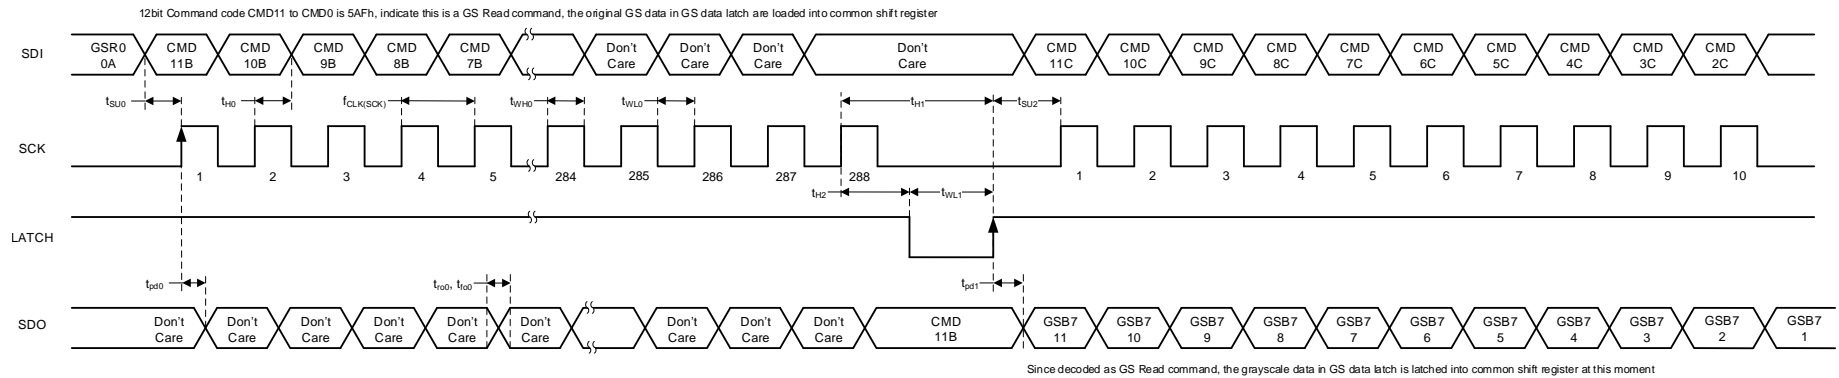 12bit Command code CMD11 to CMD0 is 5AFh, indicate this is a GS Read command, the original GS data in GS data latch are loaded into common shift register
SDI
GSR0 0A
CMD 11B
CMD 10B
CMD 9B
CMD 8B
CMD 7B
Don't Care
Don't Care
Don't Care
Don't Care
CMD 11C
CMD 10C
CMD 9C
CMD 8C
CMD 7C
CMD 6C
CMD 5C
CMD 4C
CMD 3C
CMD 2C
tSU0
tH0
fCLK(SCK)
tWH0
tWL0
tH1
tSU2
SCK
1 2 3 4 5 284 285 286 287 288 1 2 3 4 5 6 7 8 9 10
tH2
tWL1
LATCH
tpd0
tro0, tfo0
tpd1
SDO
Don't Care
Don't Care
Don't Care
Don't Care
Don't Care
Don't Care
Don't Care
Don't Care
Don't Care
CMD 11B
GSB7 11
GSB7 10
GSB7 9
GSB7 8
GSB7 7
GSB7 6
GSB7 5
GSB7 4
GSB7 3
GSB7 2
GSB7 1
Since decoded as GS Read command, the grayscale data in GS data latch is latched into common shift register at this moment